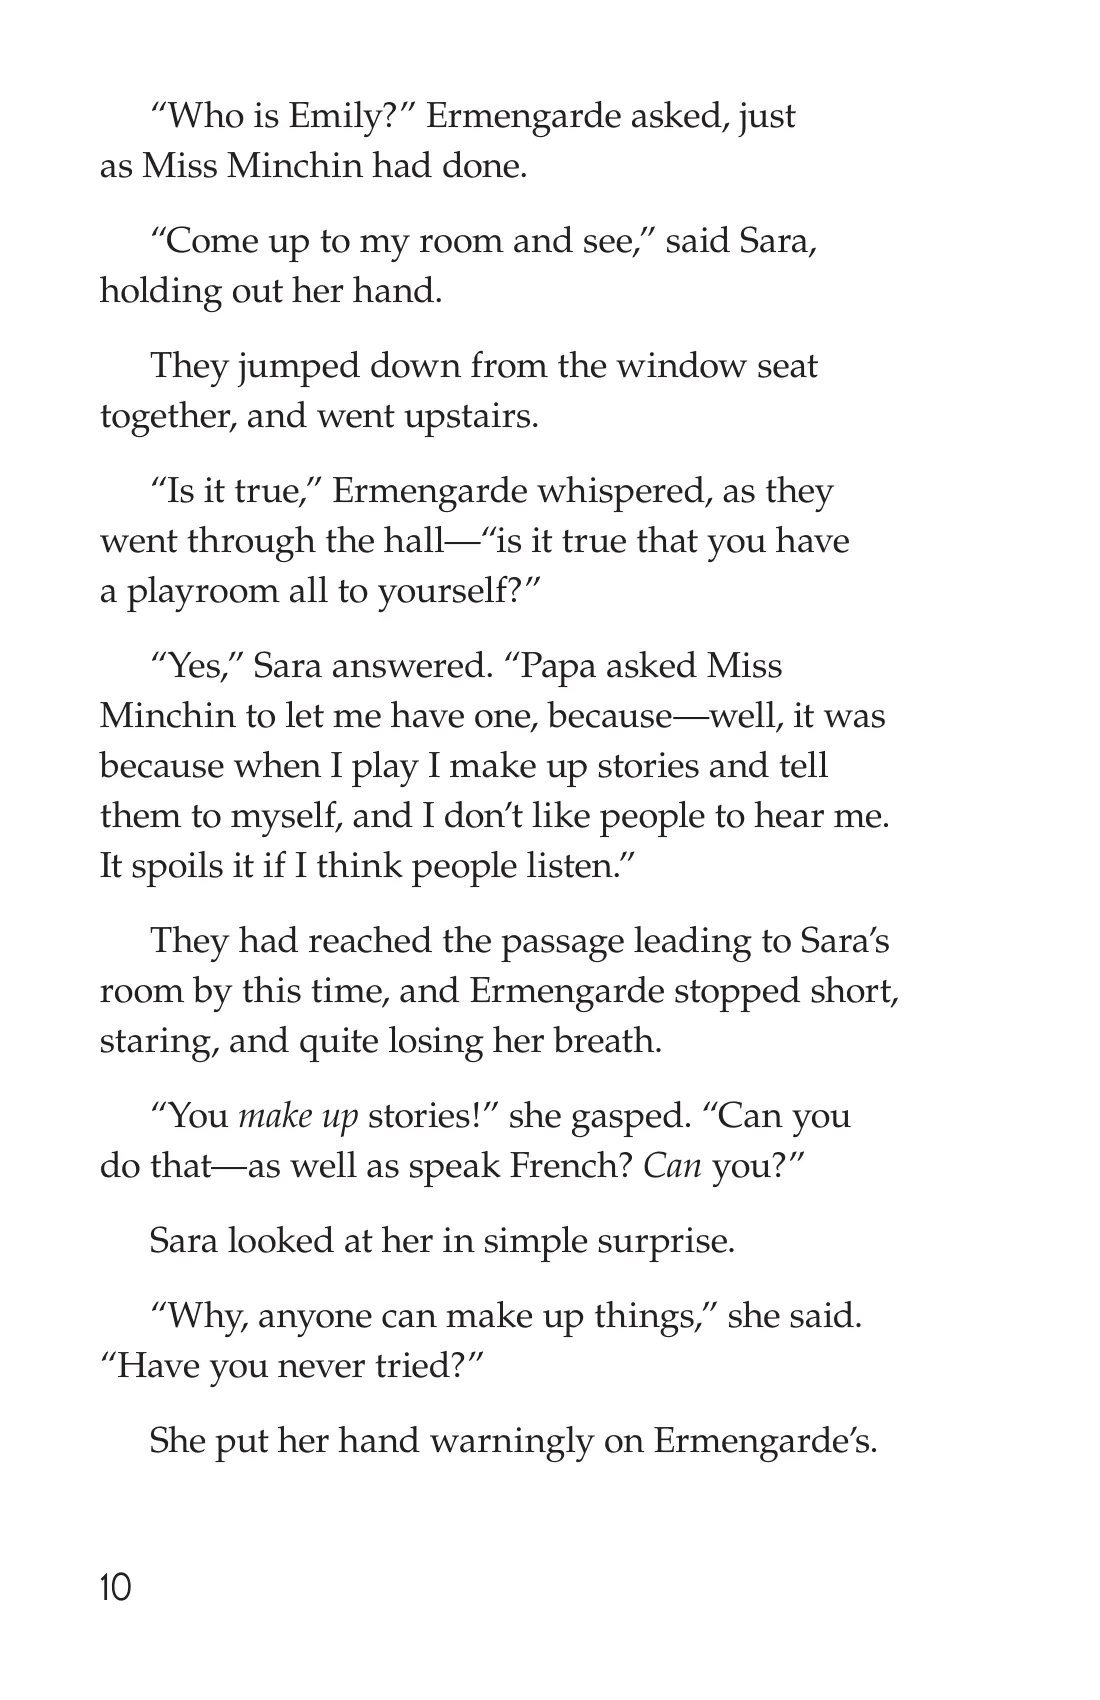 “Who is Emily?” Ermengarde asked, just
as Miss Minchin had done.
“Come up to my room and see,” said Sara,
holding out her hand.
They jumped down from the window seat
together, and went upstairs.
“Is it true,” Ermengarde whispered, as they
went through the hall—“is it true that you have
a playroom all to yourself?”
“Yes,” Sara answered. “Papa asked Miss
Minchin to let me have one, because—well, it was
because when I play I make up stories and tell
them to myself, and I don’t like people to hear me.
It spoils it if I think people listen.”
They had reached the passage leading to Sara’s
room by this time, and Ermengarde stopped short,
staring, and quite losing her breath.
“You make up stories!” she gasped. “Can you
do that—as well as speak French? Can you?”
Sara looked at her in simple surprise.
“Why, anyone can make up things,” she said.
“Have you never tried?”
She put her hand warningly on Ermengarde’s.
10